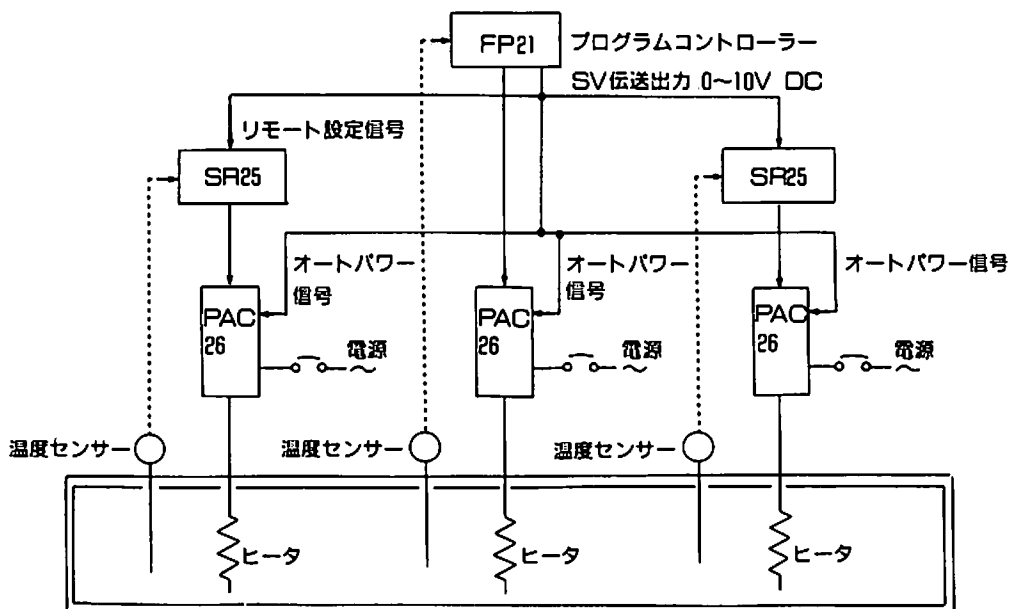 FP21
プログラムコントローラー
SV伝送出力 0～10V DC
リモート設定信号
SR25
SR25
オートパワー
信号
オートパワー
信号
オートパワー信号
PAC
26
PAC
26
PAC
26
電源
電源
電源
温度センサー
温度センサー
温度センサー
ヒータ
ヒータ
ヒータ